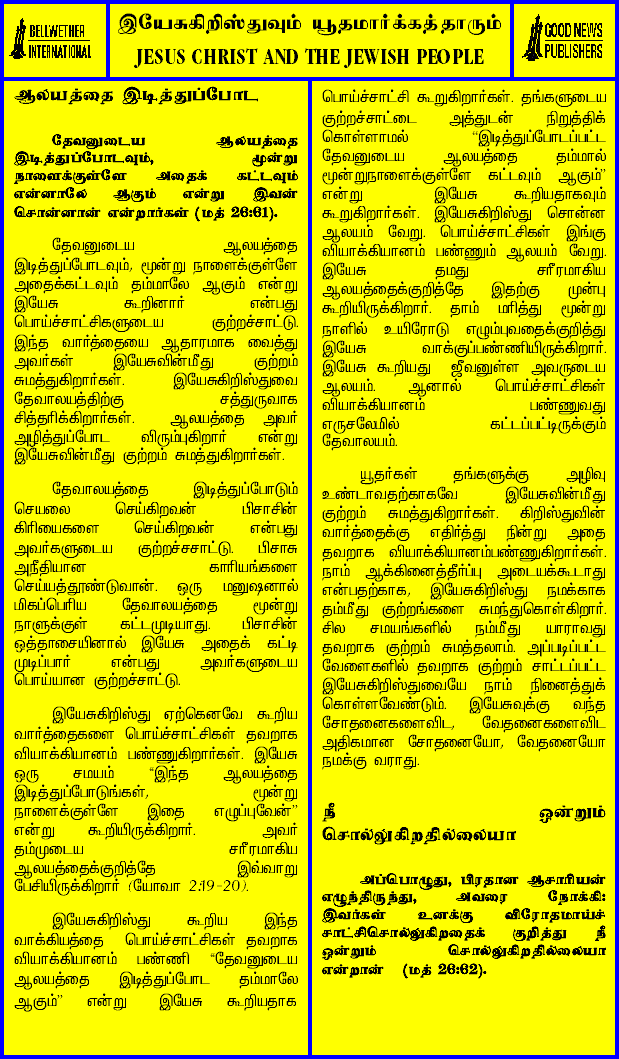 BELLWETHER
INTERNATIONAL
இயேசுகிறிஸ்துவும் யூதமார்க்கத்தாரும்
JESUS CHRIST AND THE JEWISH PEOPLE
GOOD NEWS
PUBLISHERS
ஆலயத்தை இடித்துப்போட
தேவனுடைய ஆலயத்தை
இடித்துப்போடவும், மூன்று
நாளைக்குள்ளே அதைக் கட்டவும்
என்னாலே ஆகும் என்று இவன்
சொன்னான் என்றார்கள் (மத் 26:61).
தேவனுடைய ஆலயத்தை
இடித்துப்போடவும், மூன்று நாளைக்குள்ளே
அதைக்கட்டவும் தம்மாலே ஆகும் என்று
இயேசு கூறினார் என்பது
பொய்ச்சாட்சிகளுடைய குற்றச்சாட்டு.
இந்த வார்த்தையை ஆதாரமாக வைத்து
அவர்கள் இயேசுவின்மீது குற்றம்
சுமத்துகிறார்கள். இயேசுகிறிஸ்துவை
தேவாலயத்திற்கு சத்துருவாக
சித்தரிக்கிறார்கள். ஆலயத்தை அவர்
அழித்துப்போட விரும்புகிறார் என்று
இயேசுவின்மீது குற்றம் சுமத்துகிறார்கள்.
தேவாலயத்தை இடித்துப்போடும்
செயலை செய்கிறவன் பிசாசின்
கிரியைகளை செய்கிறவன் என்பது
அவர்களுடைய குற்றச்சசாட்டு. பிசாசு
அநீதியான காரியங்களை
செய்யத்தூண்டுவான். ஒரு மனுஷனால்
மிகப்பெரிய தேவாலயத்தை மூன்று
நாளுக்குள் கட்டமுடியாது. பிசாசின்
ஒத்தாசையினால் இயேசு அதைக் கட்டி
முடிப்பார் என்பது அவர்களுடைய
பொய்யான குற்றச்சாட்டு.
இயேசுகிறிஸ்து ஏற்கெனவே கூறிய
வார்த்தைகளை பொய்ச்சாட்சிகள் தவறாக
வியாக்கியானம் பண்ணுகிறார்கள். இயேசு
ஒரு சமயம் “இந்த ஆலயத்தை
இடித்துப்போடுங்கள், மூன்று
நாளைக்குள்ளே இதை எழுப்புவேன்”
என்று கூறியிருக்கிறார். அவர்
தம்முடைய சரீரமாகிய
ஆலயத்தைக்குறித்தே இவ்வாறு
பேசியிருக்கிறார் (யோவா 2:19-20).
இயேசுகிறிஸ்து கூறிய இந்த
வாக்கியத்தை பொய்ச்சாட்சிகள் தவறாக
வியாக்கியானம் பண்ணி “தேவனுடைய
ஆலயத்தை இடித்துப்போட தம்மாலே
ஆகும்” என்று இயேசு கூறியதாக
பொய்ச்சாட்சி கூறுகிறார்கள். தங்களுடைய
குற்றச்சாட்டை அத்துடன் நிறுத்திக்
கொள்ளாமல் “இடித்துப்போடப்பட்ட
தேவனுடைய ஆலயத்தை தம்மால்
மூன்றுநாளைக்குள்ளே கட்டவும் ஆகும்”
என்று இயேசு கூறியதாகவும்
கூறுகிறார்கள். இயேசுகிறிஸ்து சொன்ன
ஆலயம் வேறு. பொய்ச்சாட்சிகள் இங்கு
வியாக்கியானம் பண்ணும் ஆலயம் வேறு.
இயேசு தமது சரீரமாகிய
ஆலயத்தைக்குறித்தே இதற்கு முன்பு
கூறியிருக்கிறார். தாம் மரித்து மூன்று
நாளில் உயிரோடு எழும்புவதைக்குறித்து
இயேசு வாக்குப்பண்ணியிருக்கிறார்.
இயேசு கூறியது ஜீவனுள்ள அவருடைய
ஆலயம். ஆனால் பொய்ச்சாட்சிகள்
வியாக்கியானம் பண்ணுவது
எருசலேமில் கட்டப்பட்டிருக்கும்
தேவாலயம்.
யூதர்கள் தங்களுக்கு அழிவு
உண்டாவதற்காகவே இயேசுவின்மீது
குற்றம் சுமத்துகிறார்கள். கிறிஸ்துவின்
வார்த்தைக்கு எதிர்த்து நின்று அதை
தவறாக வியாக்கியானம்பண்ணுகிறார்கள்.
நாம் ஆக்கினைத்தீர்ப்பு அடையக்கூடாது
என்பதற்காக, இயேசுகிறிஸ்து நமக்காக
தம்மீது குற்றங்களை சுமந்துகொள்கிறார்.
சில சமயங்களில் நம்மீது யாராவது
தவறாக குற்றம் சுமத்தலாம். அப்படிப்பட்ட
வேளைகளில் தவறாக குற்றம் சாட்டப்பட்ட
இயேசுகிறிஸ்துவையே நாம் நினைத்துக்
கொள்ளவேண்டும். இயேசுவுக்கு வந்த
சோதனைகளைவிட, வேதனைகளைவிட
அதிகமான சோதனையோ, வேதனையோ
நமக்கு வராது.
நீ ஒன்றும்
சொல்லுகிறதில்லையா
அப்பொழுது, பிரதான ஆசாரியன்
எழுந்திருந்து, அவரை நோக்கி:
இவர்கள் உனக்கு விரோதமாய்ச்
சாட்சிசொல்லுகிறதைக் குறித்து நீ
ஒன்றும் சொல்லுகிறதில்லையா
என்றான் (மத் 26:62).